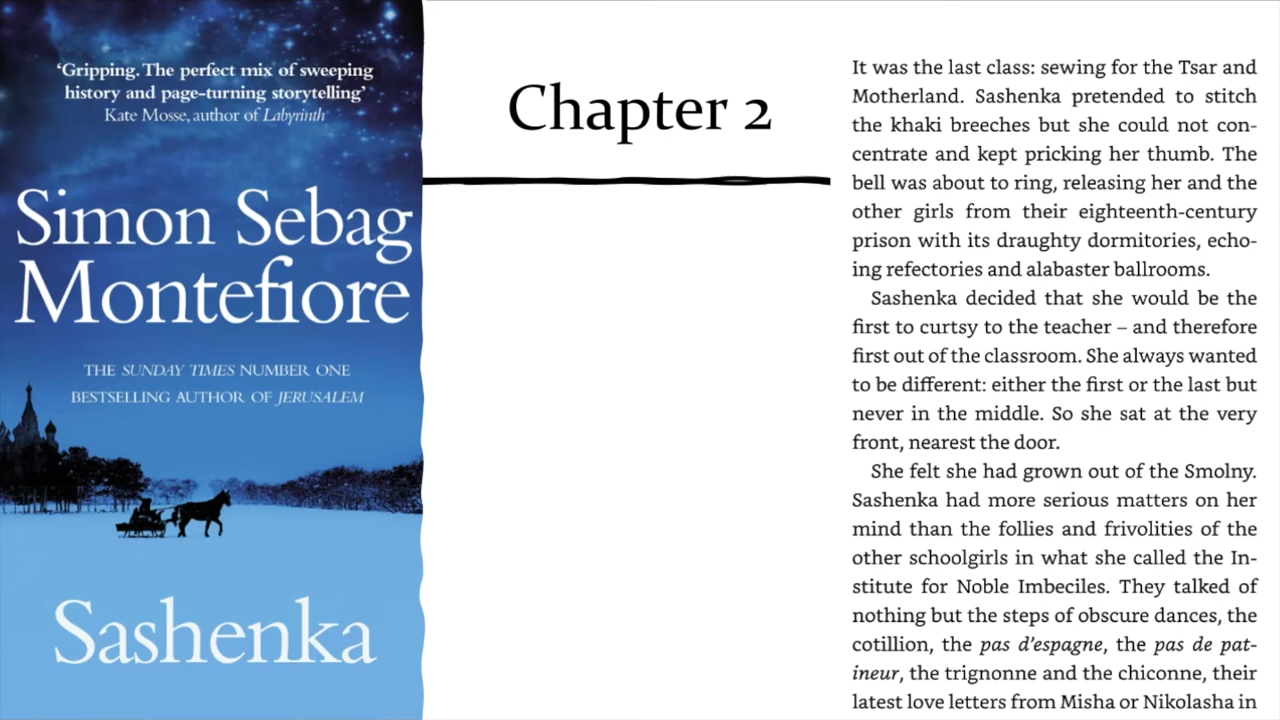 ‘Gripping. The perfect mix of sweeping
history and page-turning storytelling’
Kate Mosse, author of Labyrinth
Simon Sebag
Montefiore
THE SUNDAY TIMES NUMBER ONE
BESTSELLING AUTHOR OF JERUSALEM
Sashenka
Chapter 2
It was the last class: sewing for the Tsar and
Motherland. Sashenka pretended to stitch
the khaki breeches but she could not con-
centrate and kept pricking her thumb. The
bell was about to ring, releasing her and the
other girls from their eighteenth-century
prison with its draughty dormitories, echo-
ing refectories and alabaster ballrooms.
Sashenka decided that she would be the
first to curtsy to the teacher – and therefore
first out of the classroom. She always wanted
to be different: either the first or the last but
never in the middle. So she sat at the very
front, nearest the door.
She felt she had grown out of the Smolny.
Sashenka had more serious matters on her
mind than the follies and frivolities of the
other schoolgirls in what she called the In-
stitute for Noble Imbeciles. They talked of
nothing but the steps of obscure dances, the
cotillion, the pas d’espagne, the pas de pat-
ineur, the trignonne and the chiconne, their
latest love letters from Misha or Nikolasha in